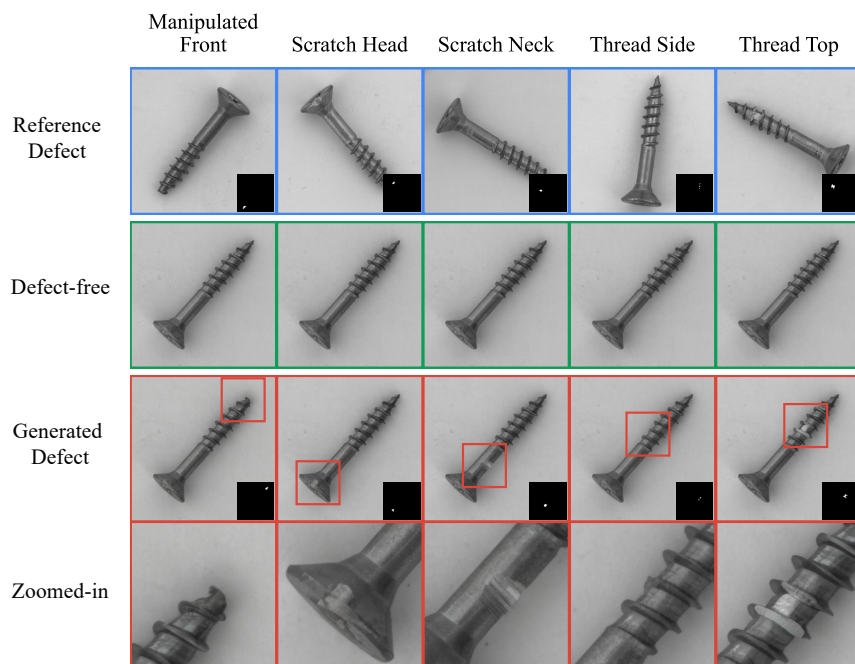 Manipulated
Front
Scratch Head
Scratch Neck
Thread Side
Thread Top
Reference
Defect
Defect-free
Generated
Defect
Zoomed-in